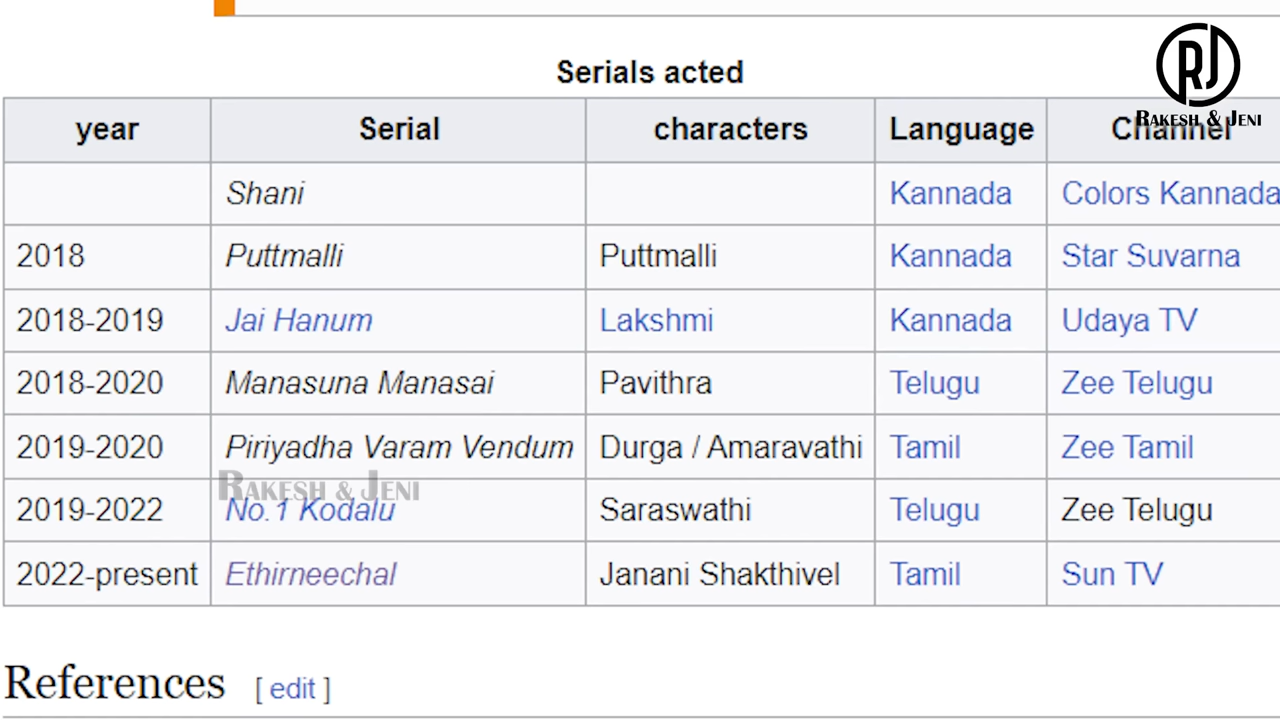 RJ
RAKESH & JENI
Serials acted
year Serial characters Language Channel
Shani Kannada Colors Kannada
2018 Puttmalli Puttmalli Kannada Star Suvarna
2018-2019 Jai Hanum Lakshmi Kannada Udaya TV
2018-2020 Manasuna Manasai Pavithra Telugu Zee Telugu
2019-2020 Piriyadha Varam Vendum Durga / Amaravathi Tamil Zee Tamil
RAKESH & JENI
2019-2022 No.1 Kodalu Saraswathi Telugu Zee Telugu
2022-present Ethirneechal Janani Shakthivel Tamil Sun TV
References [ edit ]